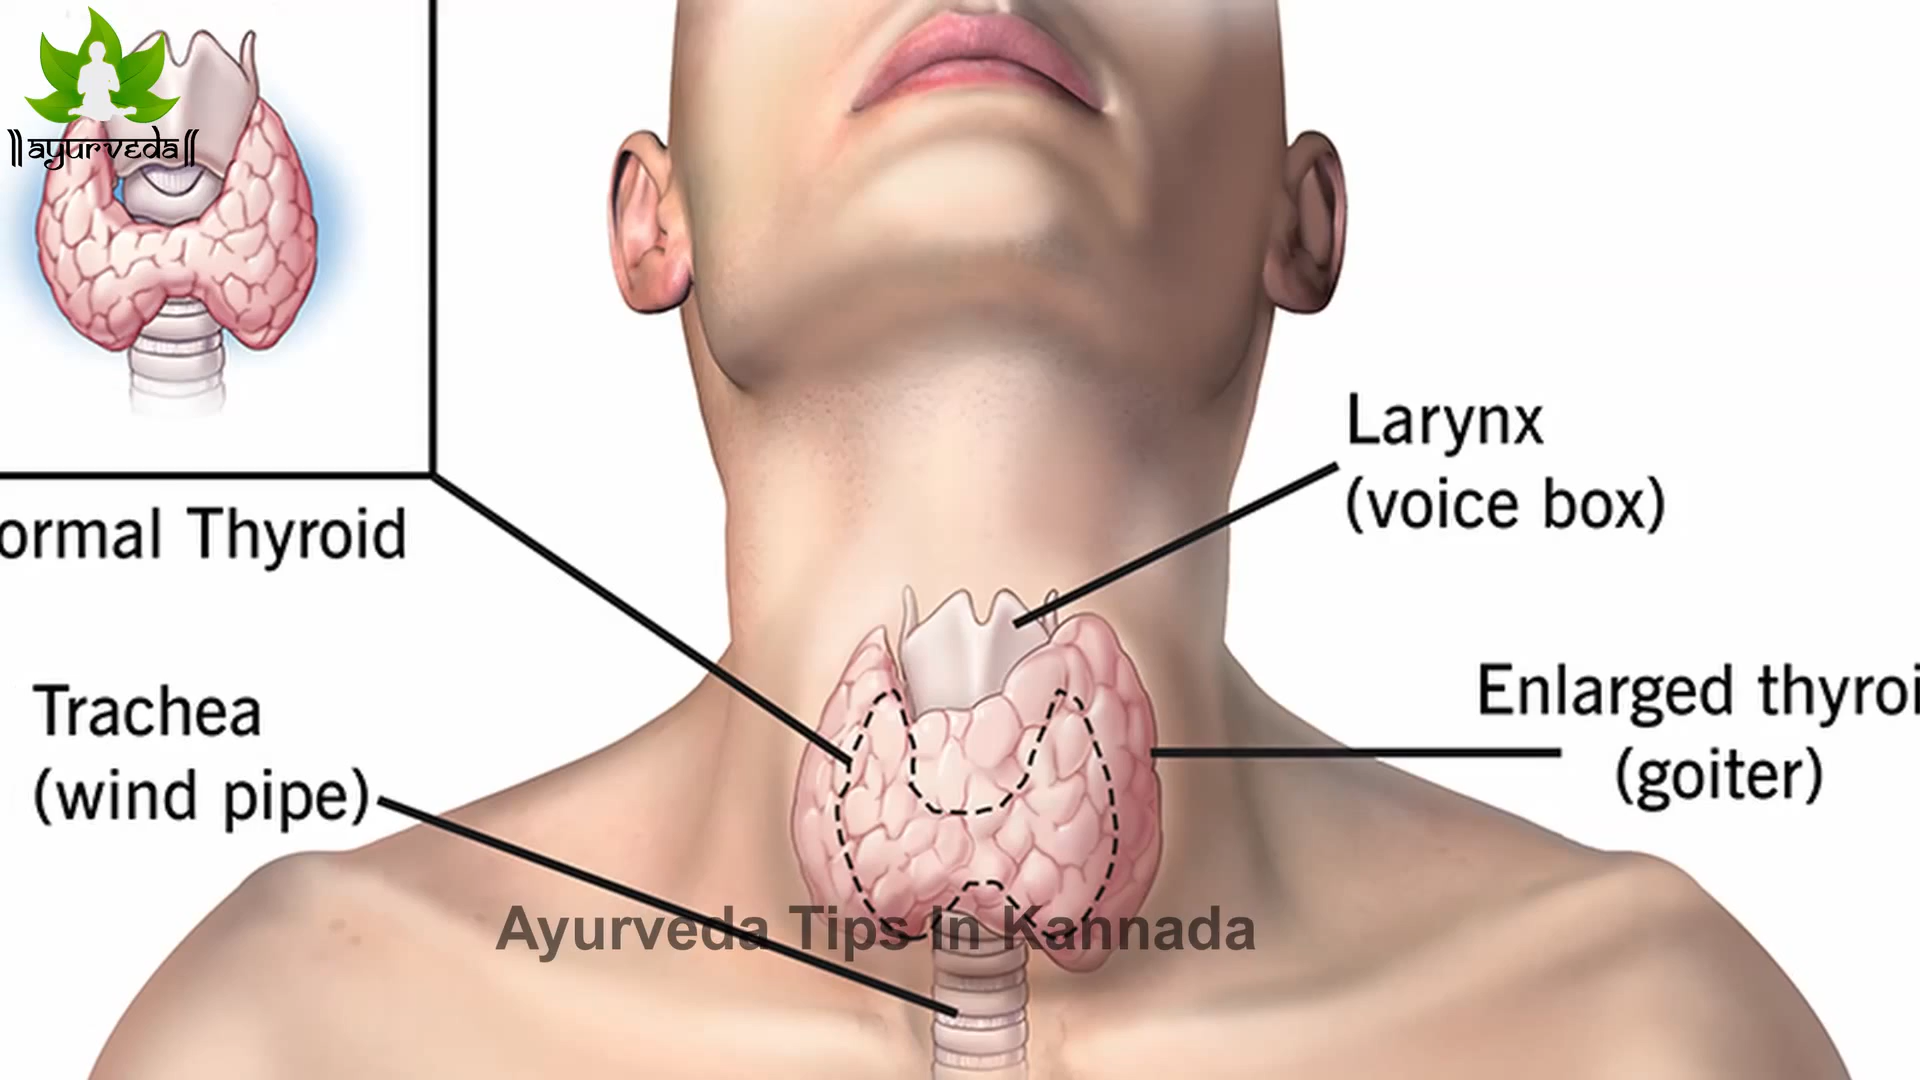 ||ayurveda||
ormal Thyroid
Larynx
(voice box)
Trachea
(wind pipe)
Enlarged thyroi
(goiter)
Ayurveda Tips In Kannada